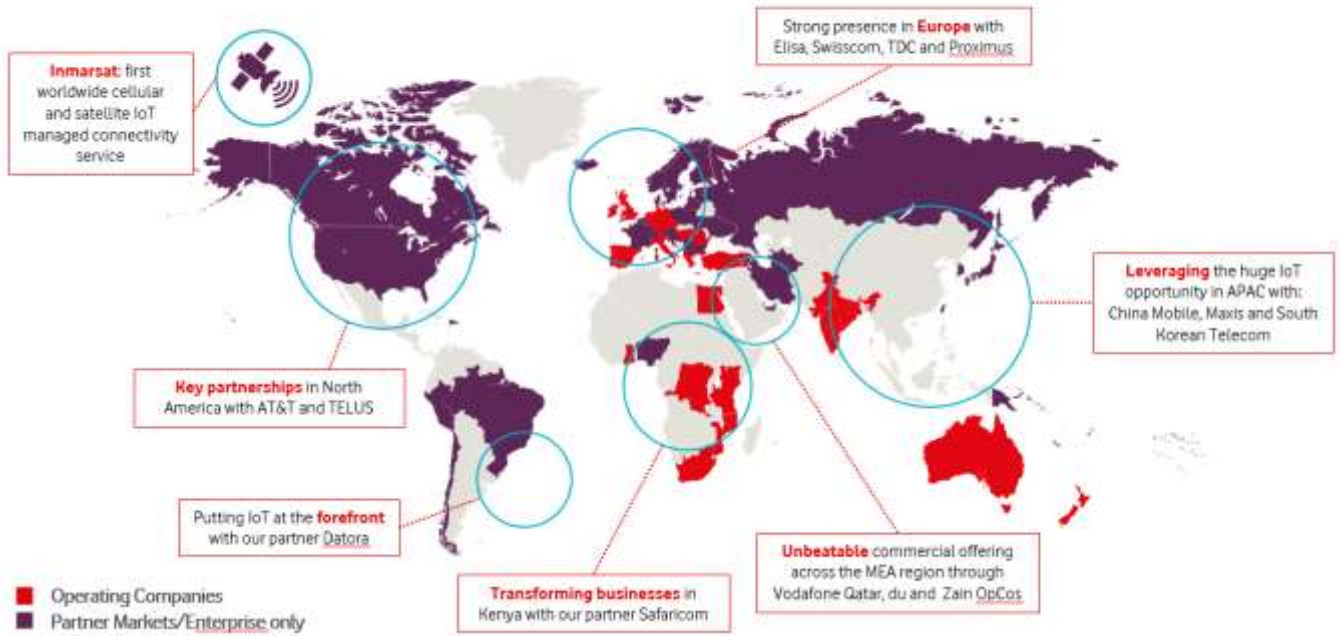 Inmarsat: first
worldwide cellular
and satellite IoT
managed connectivity
service
Strong presence in Europe with
Elisa, Swisscom, TDC and Proximus
Leveraging the huge IoT
opportunity in APAC with:
China Mobile, Maxis and South
Korean Telecom
Key partnerships in North
America with AT&T and TELUS
Putting IoT at the forefront
with our partner Datora
Transforming businesses in
Kenya with our partner Safaricom
Unbeatable commercial offering
across the MEA region through
Vodafone Qatar, du and Zain OpCos
Operating Companies
Partner Markets/Enterprise only